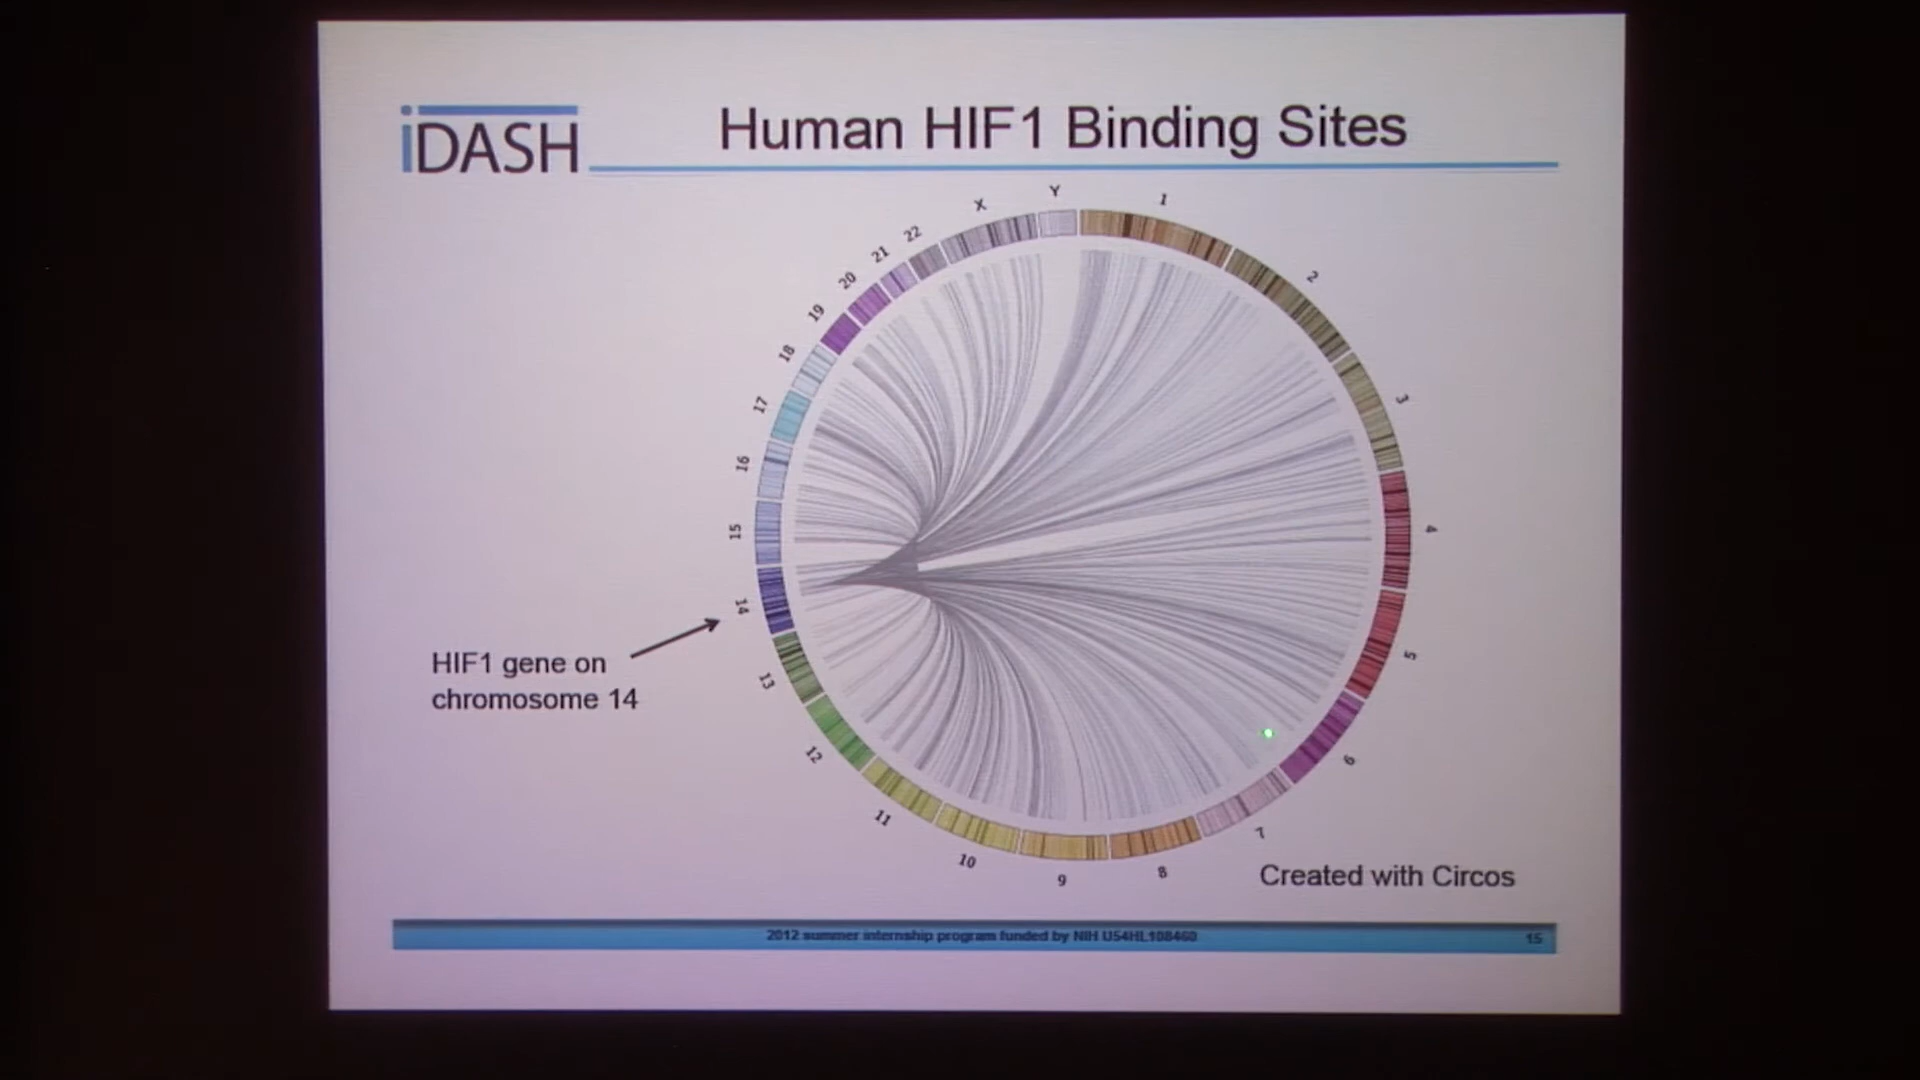 iDASH
Human HIF1 Binding Sites
Y
1
X
2
22
21
20
3
19
18
17
4
16
15
5
14
HIF1 gene on
chromosome 14
13
6
12
7
11
10
8
9
Created with Circos
2012 summer internship program funded by NIH U54HL108460
15